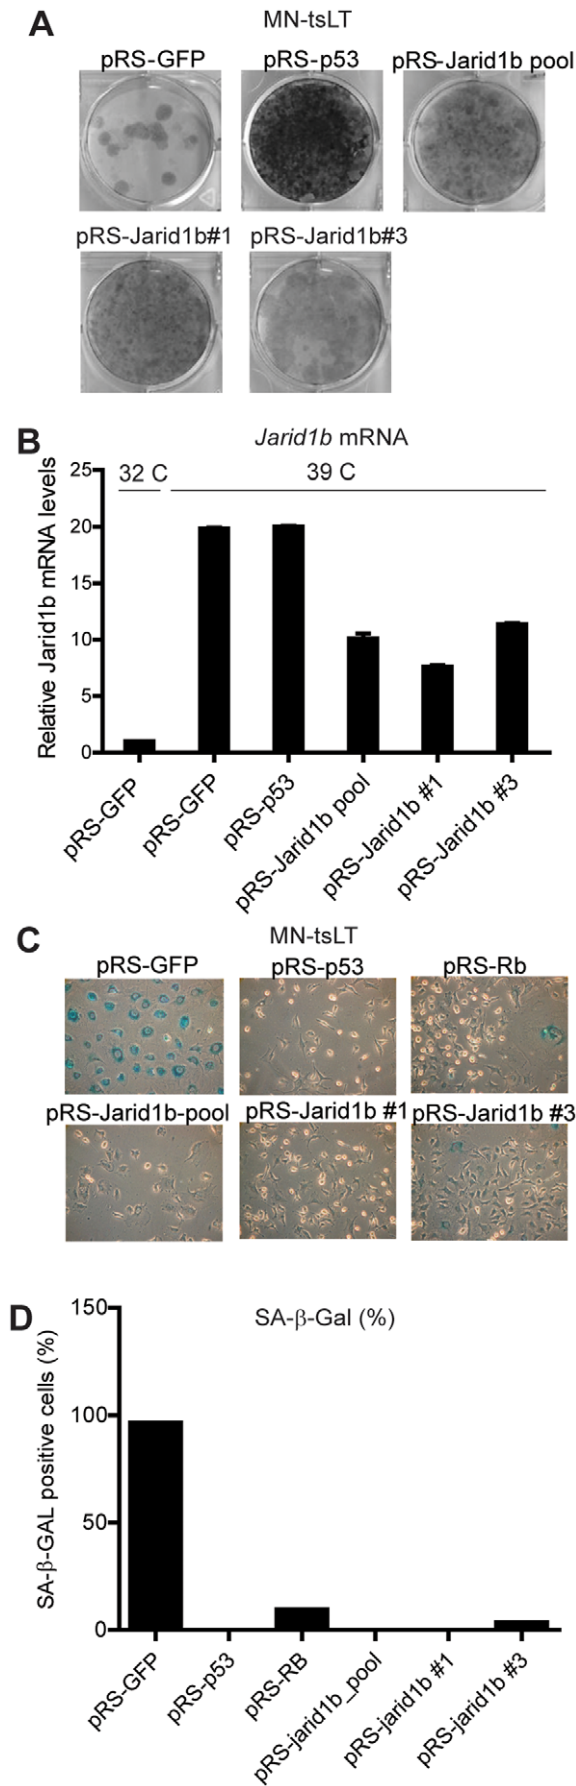 A
MN-tsLT
pRS-GFP
pRS-p53
pRS-Jarid1b pool
pRS-Jarid1b#1
pRS-Jarid1b#3
B
Jarid1b mRNA
Relative Jarid1b mRNA levels
32 C
39 C
25
20
15
10
5
0
pRS-GFP
pRS-GFP
pRS-p53
pRS-Jarid1b pool
pRS-Jarid1b #1
pRS-Jarid1b #3
C
MN-tsLT
pRS-GFP
pRS-p53
pRS-Rb
pRS-Jarid1b-pool
pRS-Jarid1b #1
pRS-Jarid1b #3
D
SA-β-Gal (%)
SA-β-GAL positive cells (%)
150
100
50
0
pRS-GFP
pRS-p53
pRS-RB
pRS-jarid1b_pool
pRS-jarid1b #1
pRS-jarid1b #3